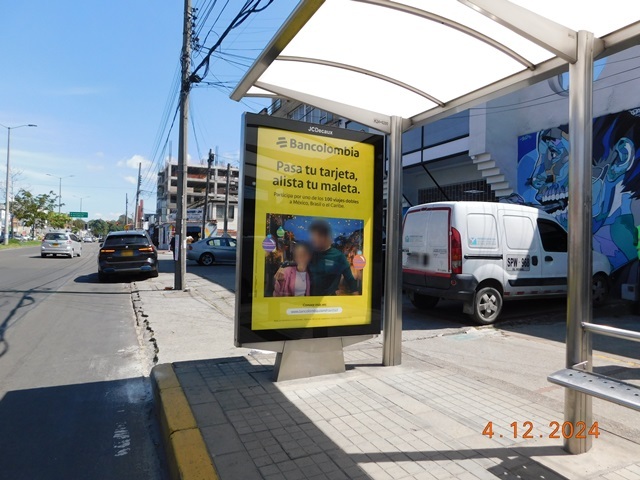 JCDecaux
Bancolombia
Pasa tu tarjeta,
alista tu maleta.
Participa por uno de los 100 viajes dobles
a México, Brasil o el Caribe.
SPW 968
4.12.2024